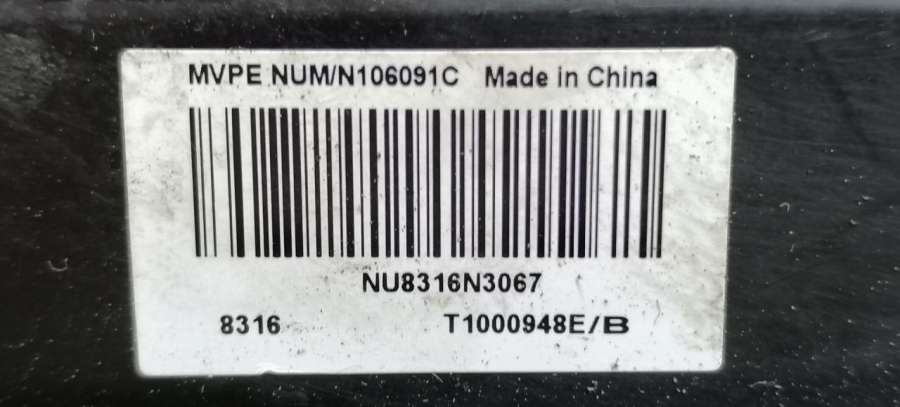 MVPE NUM/N106091C Made in China
NU8316N3067
8316 T1000948E/B